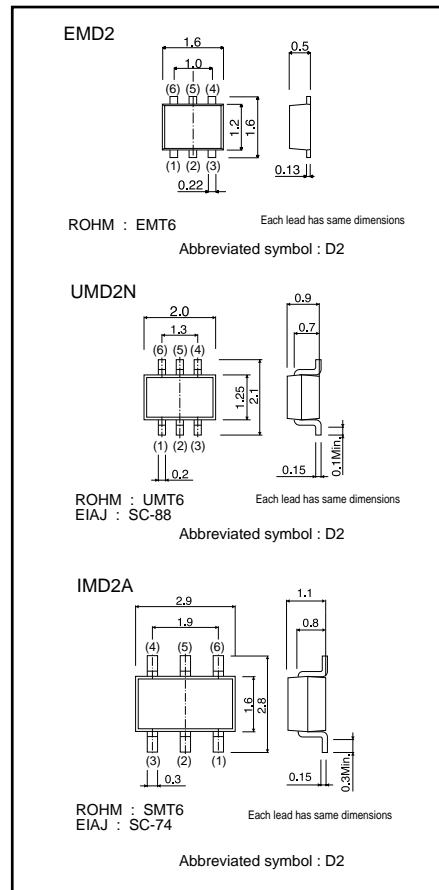 EMD2
1.6
1.0
0.5
(6) (5) (4)
1.2
1.6
(1) (2) (3)
0.22
0.13
ROHM : EMT6
Each lead has same dimensions
Abbreviated symbol : D2
UMD2N
2.0
1.3
0.9
0.7
(6) (5) (4)
1.25
2.1
(1) (2) (3)
0.2
0.15
0.1Min.
ROHM : UMT6
EIAJ : SC-88
Each lead has same dimensions
Abbreviated symbol : D2
IMD2A
2.9
1.9
1.1
0.8
(4) (5) (6)
1.6
2.8
(3) (2) (1)
0.3
0.15
0.3Min.
ROHM : SMT6
EIAJ : SC-74
Each lead has same dimensions
Abbreviated symbol : D2